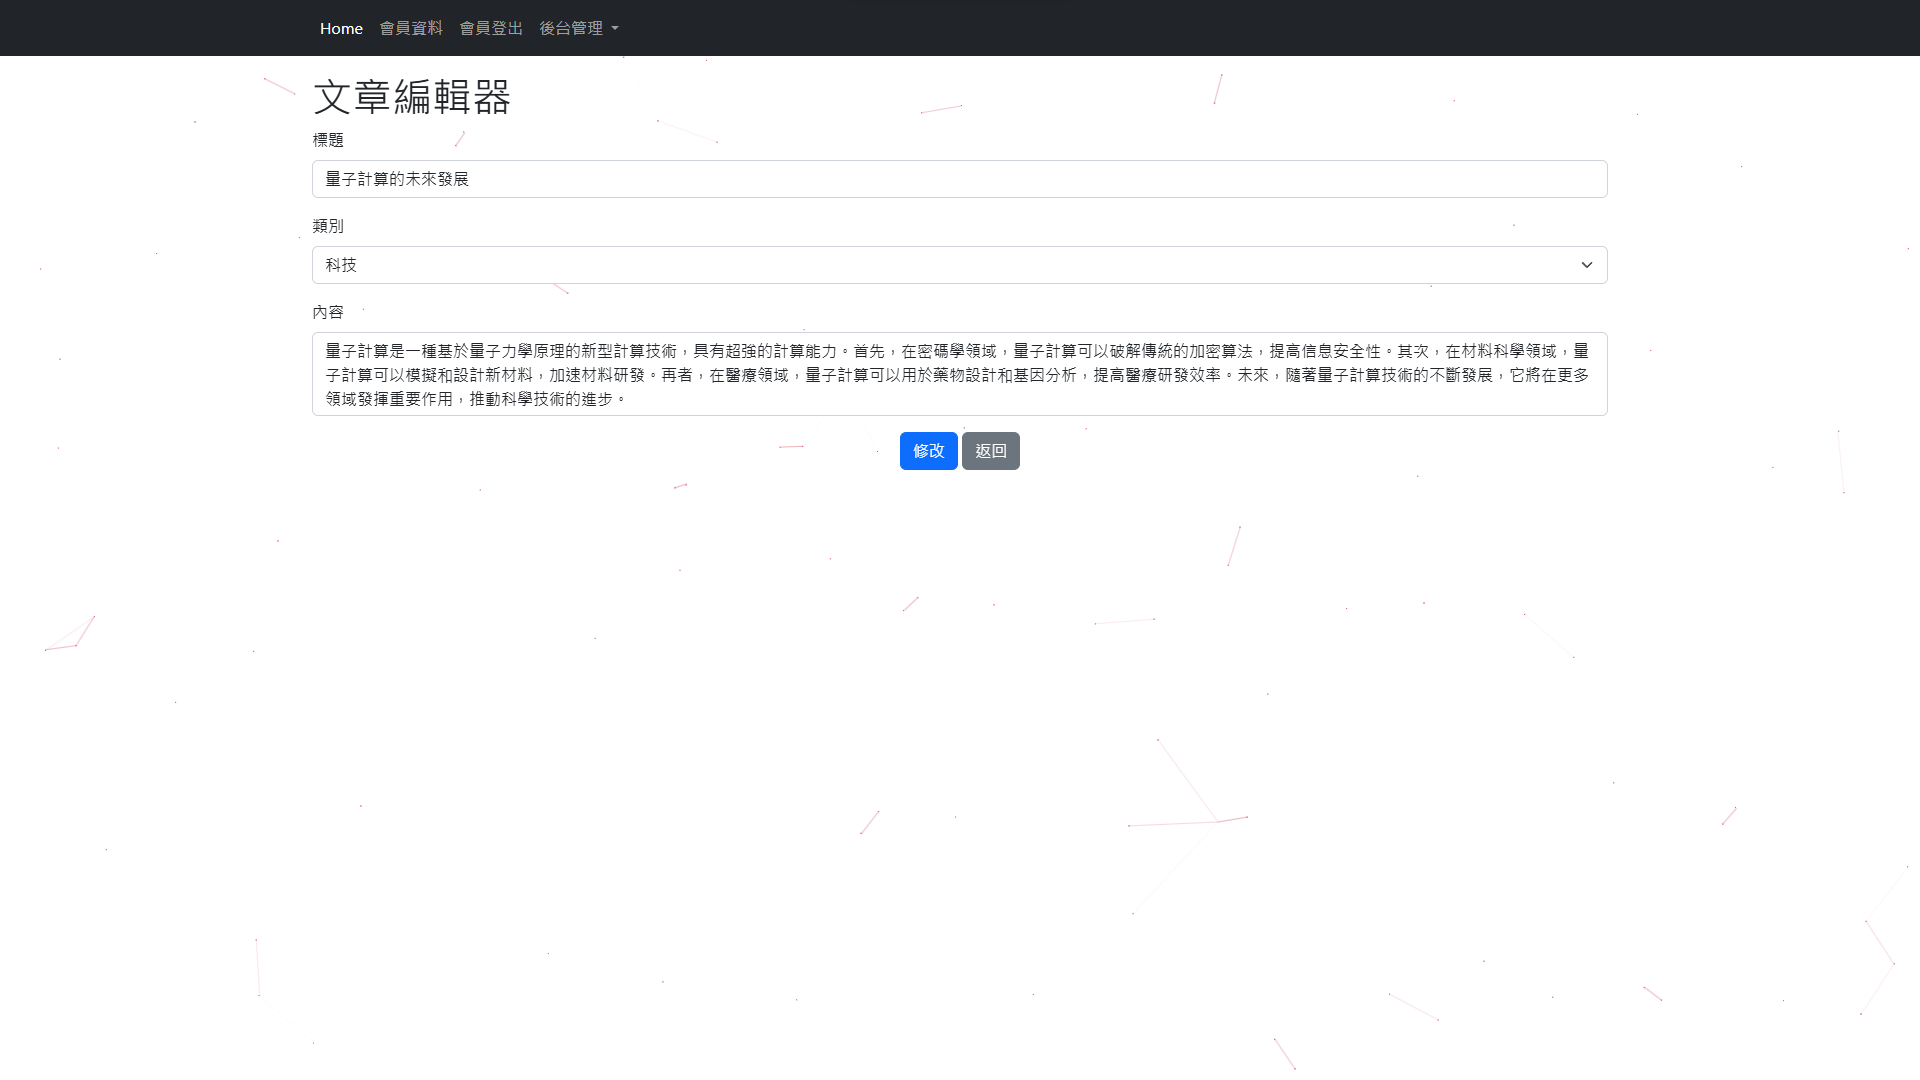 Home 會員資料 會員登出 後台管理
文章編輯器
標題
量子計算的未來發展
類別
科技
內容
量子計算是一種基於量子力學原理的新型計算技術，具有超強的計算能力。首先，在密碼學領域，量子計算可以破解傳統的加密算法，提高信息安全性。其次，在材料科學領域，量
子計算可以模擬和設計新材料，加速材料研發。再者，在醫療領域，量子計算可以用於藥物設計和基因分析，提高醫療研發效率。未來，隨著量子計算技術的不斷發展，它將在更多
領域發揮重要作用，推動科學技術的進步。
修改 返回